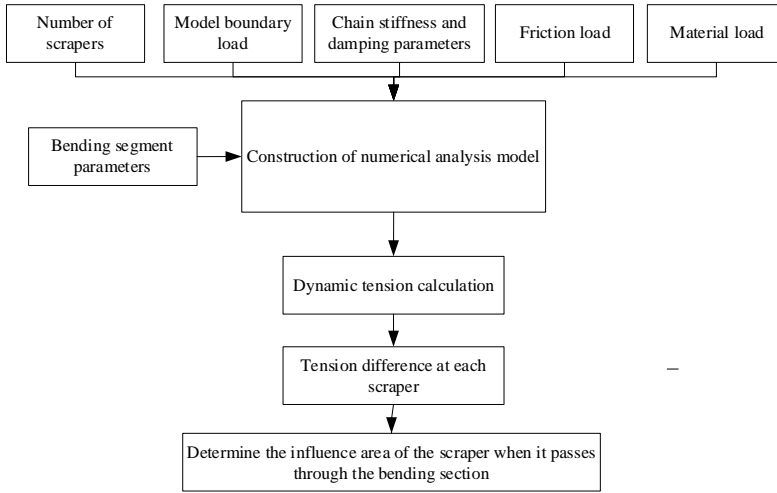 Number of
scrapers
Model boundary
load
Chain stiffness and
damping parameters
Friction load
Material load
Bending segment
parameters
Construction of numerical analysis model
Dynamic tension calculation
Tension difference at each
scraper
Determine the influence area of the scraper when it passes
through the bending section